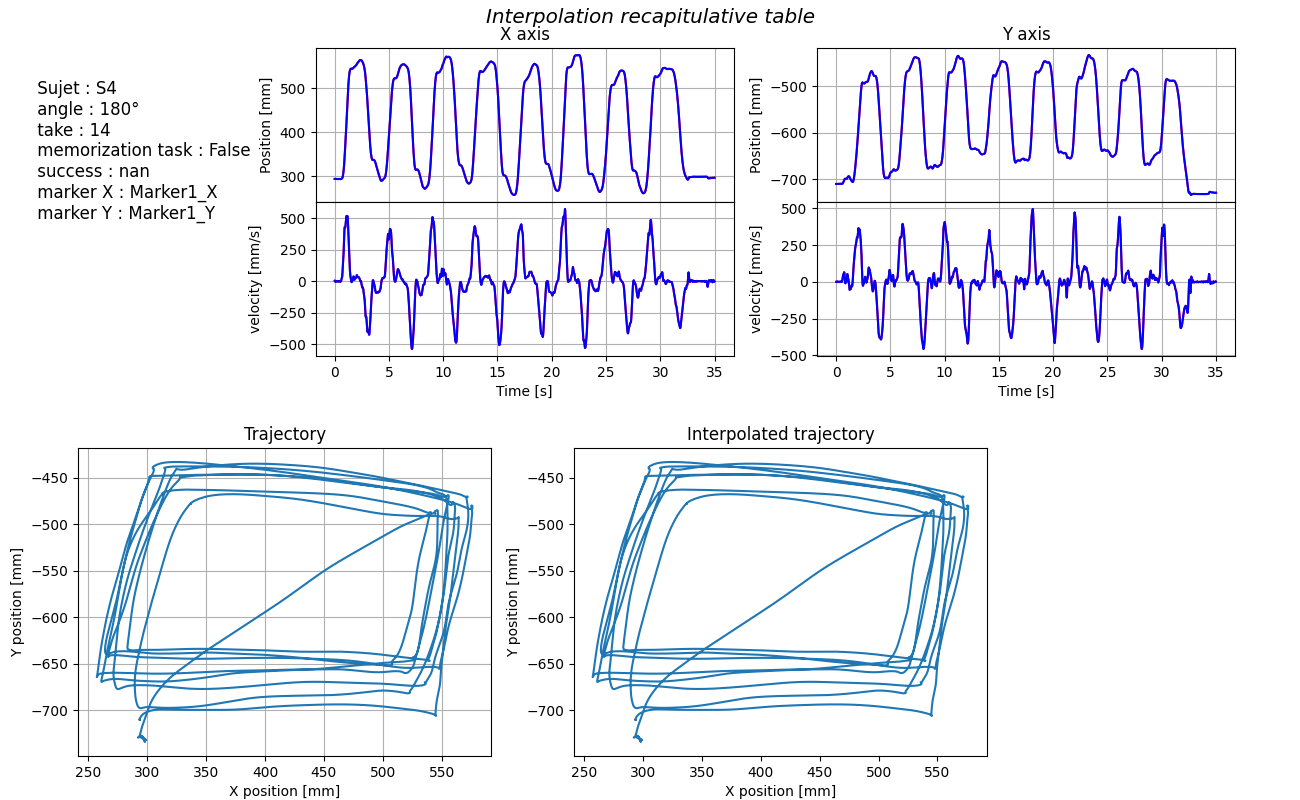 Interpolation recapitulative table
X axis
Y axis
Sujet : S4
angle : 180°
take : 14
memorization task : False
success : nan
marker X : Marker1_X
marker Y : Marker1_Y
Position [mm]
500
400
300
velocity [mm/s]
500
250
0
−250
−500
0 5 10 15 20 25 30 35
Time [s]
Position [mm]
−500
−600
−700
velocity [mm/s]
500
250
0
−250
−500
0 5 10 15 20 25 30 35
Time [s]
Trajectory
Y position [mm]
−450
−500
−550
−600
−650
−700
250 300 350 400 450 500 550
X position [mm]
Interpolated trajectory
Y position [mm]
−450
−500
−550
−600
−650
−700
250 300 350 400 450 500 550
X position [mm]